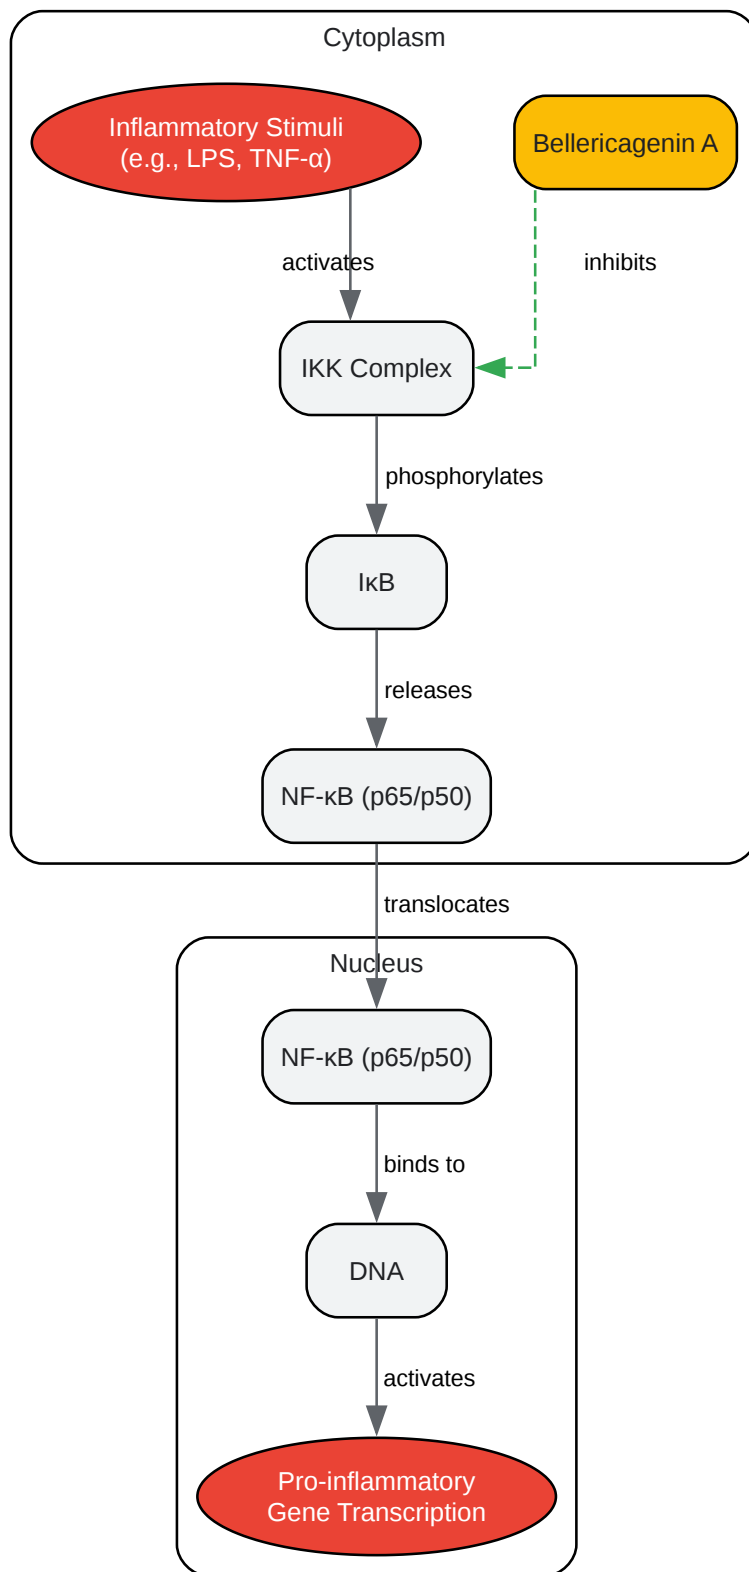 Cytoplasm
Inflammatory Stimuli
(e.g., LPS, TNF-α)
Bellericagenin A
activates
inhibits
IKK Complex
phosphorylates
IκB
releases
NF-κB (p65/p50)
translocates
Nucleus
NF-κB (p65/p50)
binds to
DNA
activates
Pro-inflammatory
Gene Transcription